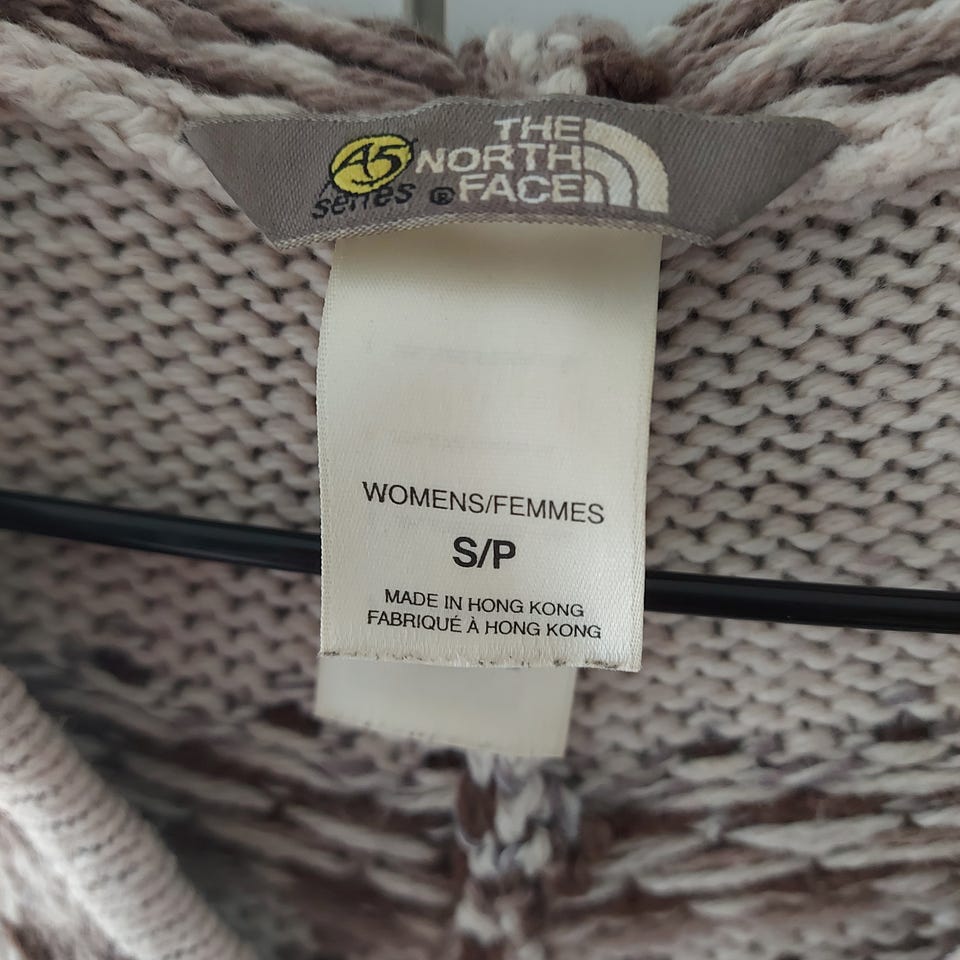 A5
series ®
THE
NORTH
FACE
WOMENS/FEMMES
S/P
MADE IN HONG KONG
FABRIQUÉ À HONG KONG